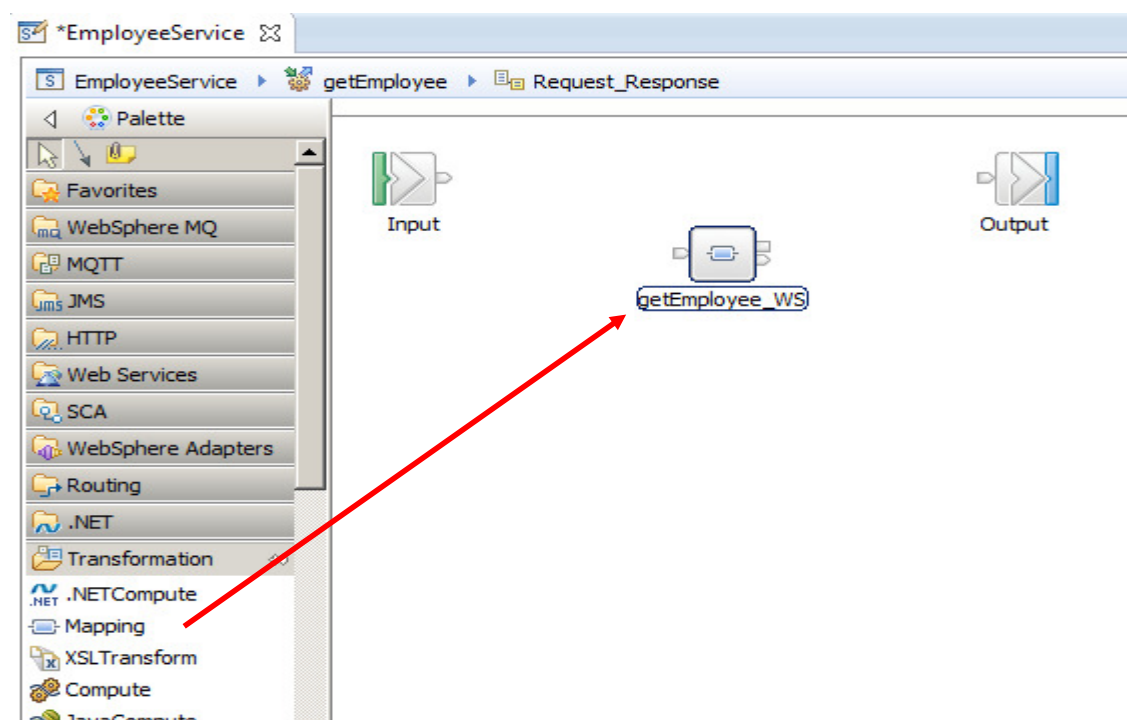 *EmployeeService
EmployeeService getEmployee Request_Response
Palette
Favorites
WebSphere MQ
MQTT
JMS
HTTP
Web Services
SCA
WebSphere Adapters
Routing
.NET
Transformation
.NETCompute
Mapping
XSLTransform
Compute
JavaCompute
Input
getEmployee_WS
Output